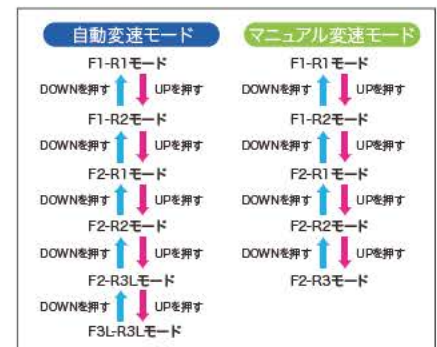 自動変速モード
F1-R1モード
DOWNを押す UPを押す
F1-R2モード
DOWNを押す UPを押す
F2-R1モード
DOWNを押す UPを押す
F2-R2モード
DOWNを押す UPを押す
F2-R3Lモード
DOWNを押す UPを押す
F3L-R3Lモード
マニュアル変速モード
F1-R1モード
DOWNを押す UPを押す
F1-R2モード
DOWNを押す UPを押す
F2-R1モード
DOWNを押す UPを押す
F2-R2モード
DOWNを押す UPを押す
F2-R3モード